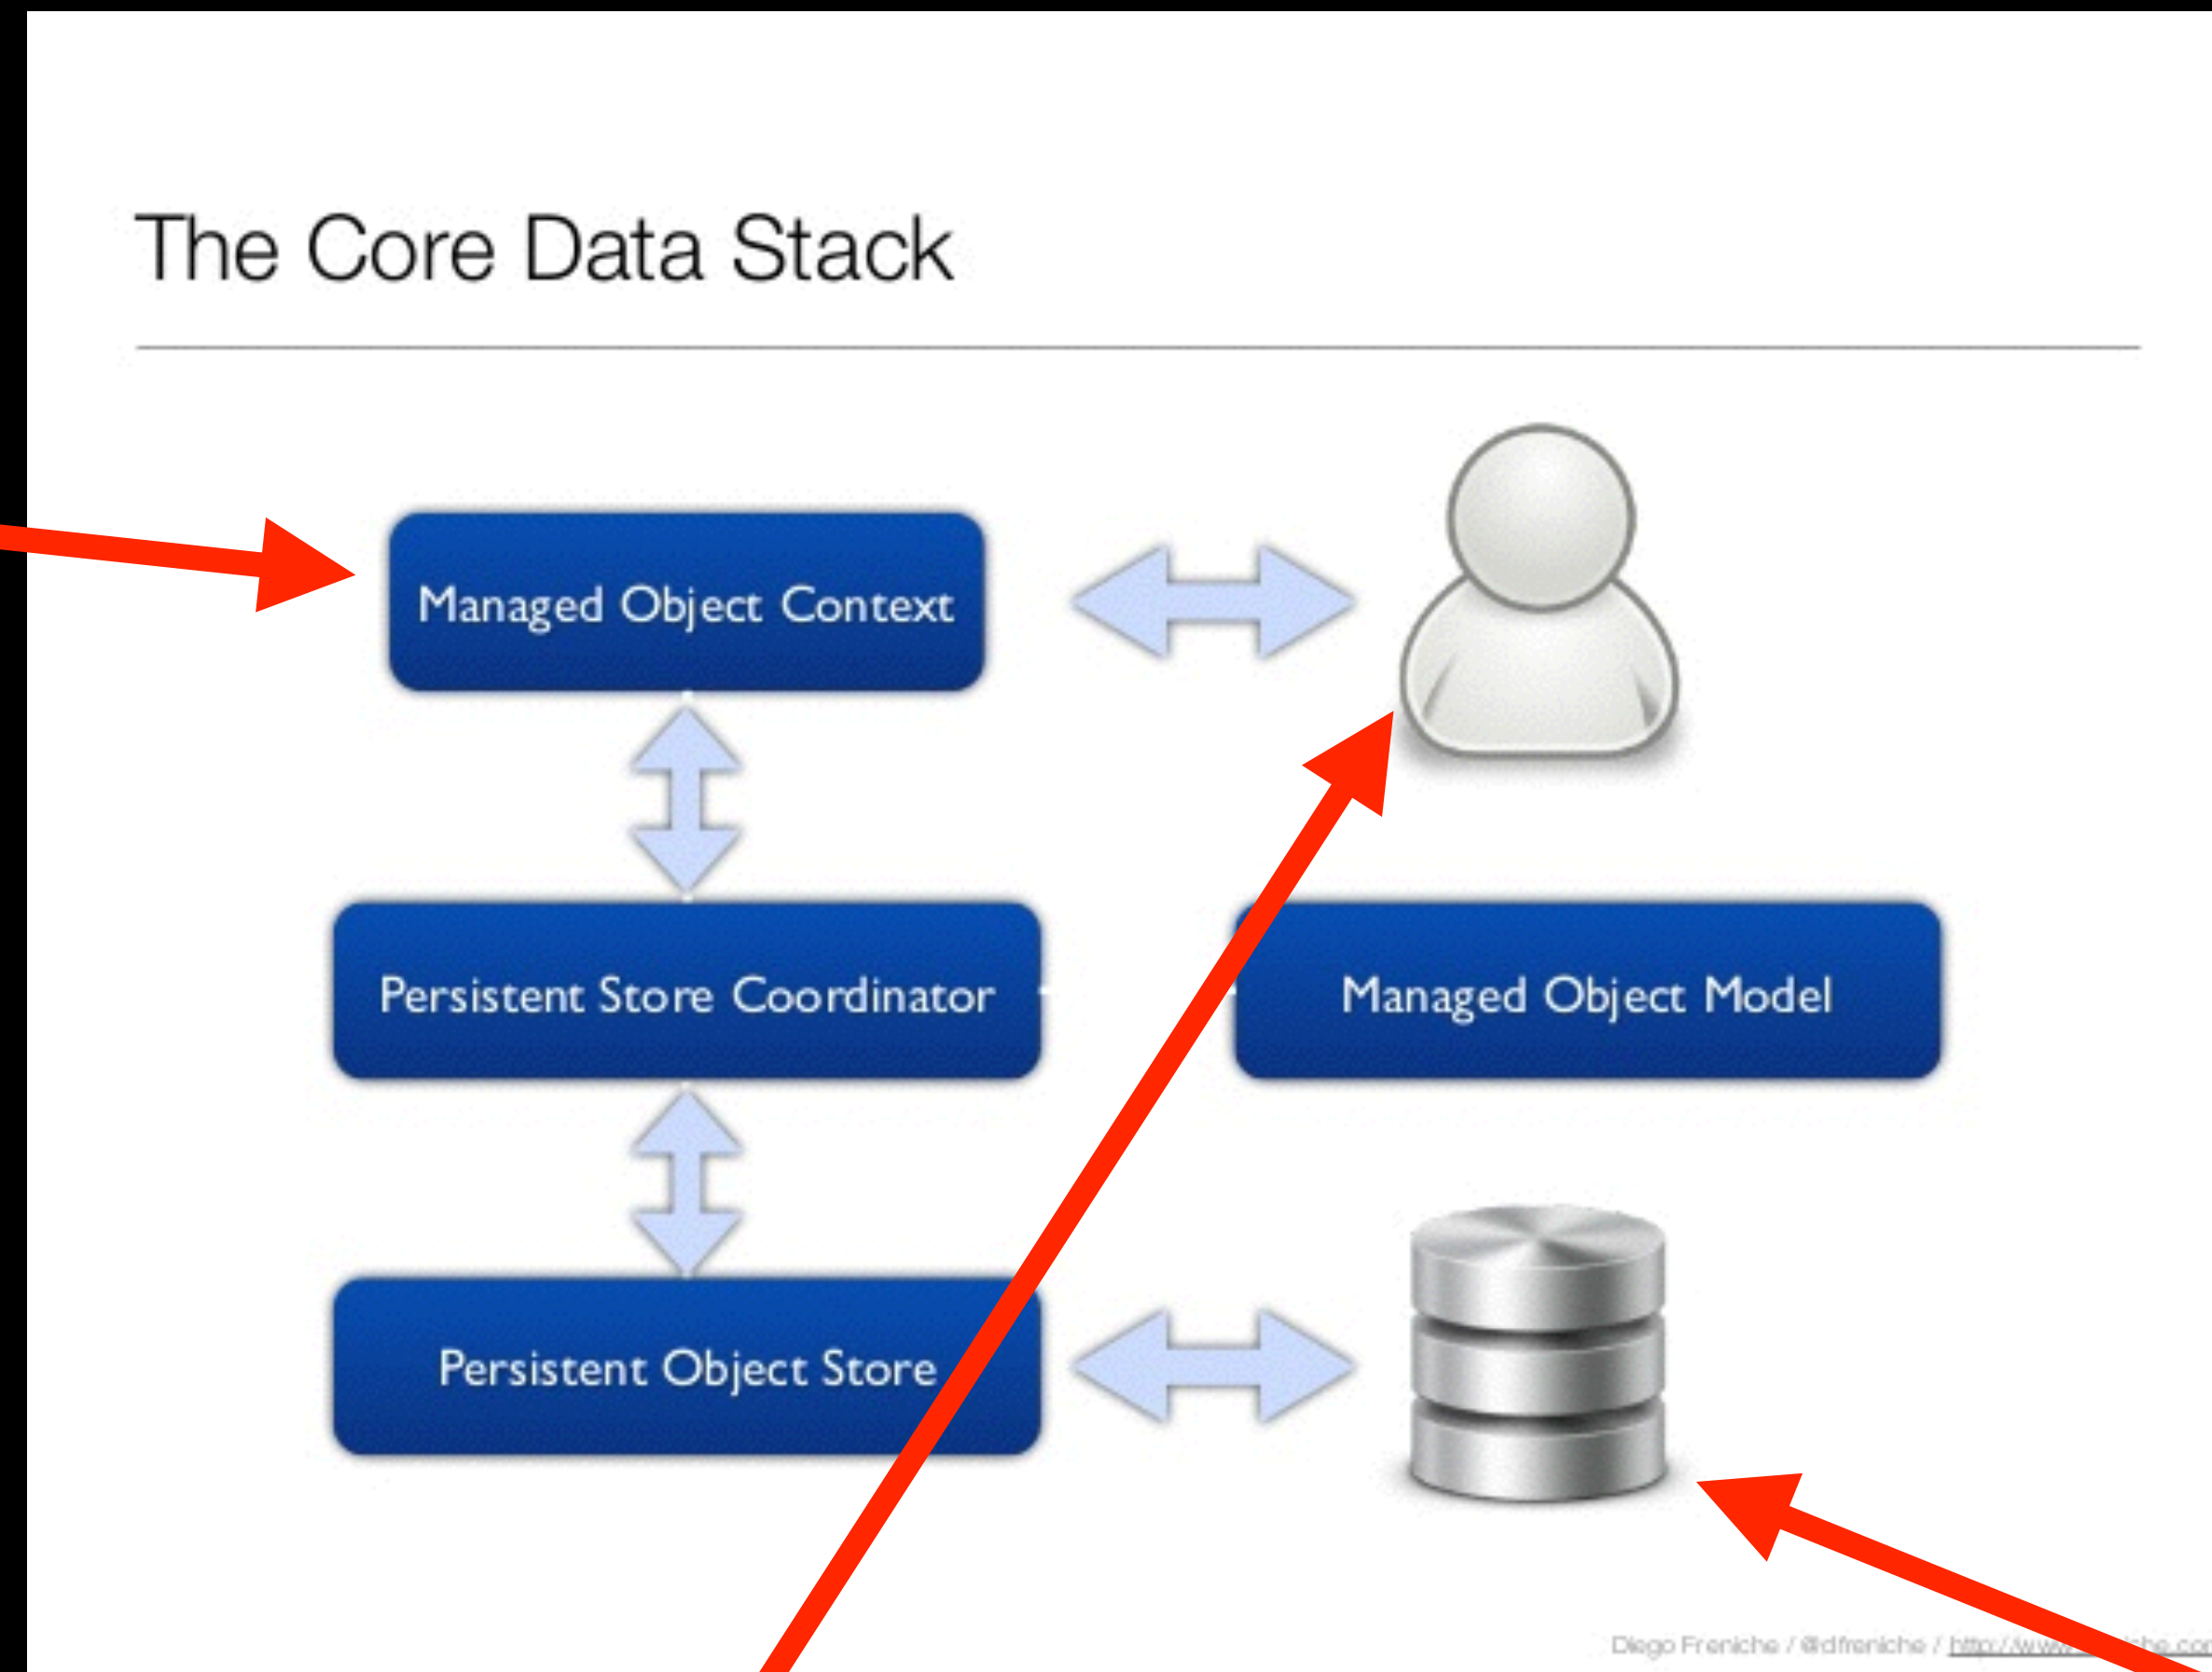 The Core Data Stack
Managed Object Context
Persistent Store Coordinator
Managed Object Model
Persistent Object Store
Diego Freniche / @dfreniche /